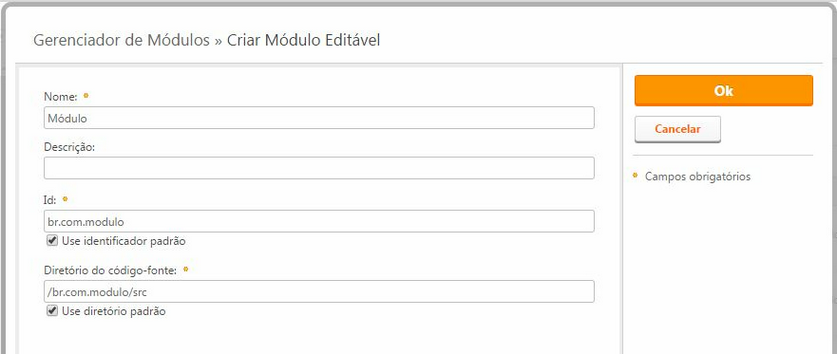 Gerenciador de Módulos » Criar Módulo Editável
Nome: *
Módulo
Descrição:
Id: *
br.com.modulo
Use identificador padrão
Diretório do código-fonte: *
/br.com.modulo/src
Use diretório padrão
Ok
Cancelar
* Campos obrigatórios